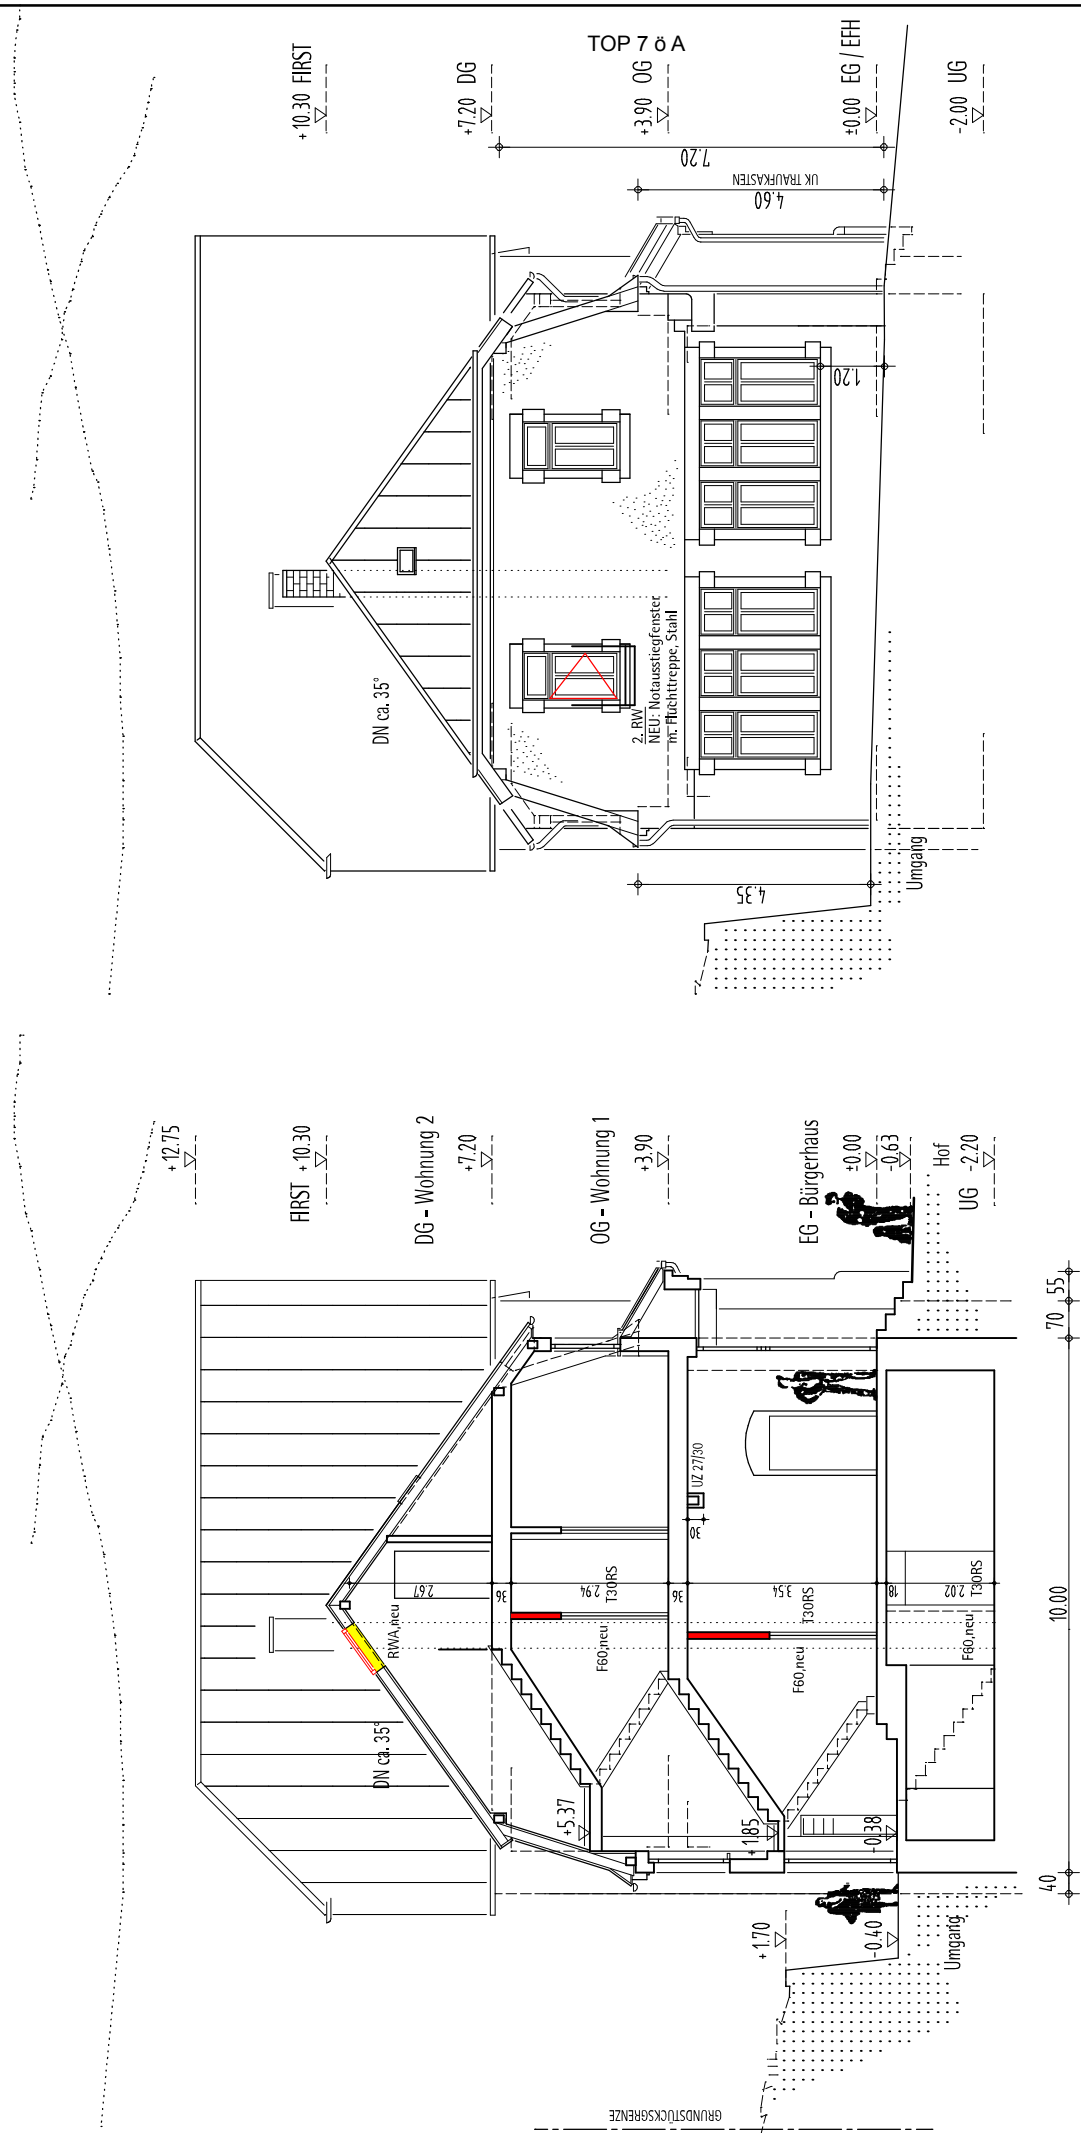 TOP 7 ö A
+10.30 FIRST
+7.20 DG
+3.90 OG
±0.00 EG / EFH
-2.00 UG
7.20
UK TRAUFKASTEN
4.60
1.20
DN ca. 35°
2. RW
NEU: Notausstiegfenster
m. Fluchttreppe, Stahl
4.35
Umgang
+12.75
FIRST +10.30
DG - Wohnung 2
+7.20
OG - Wohnung 1
+3.90
EG - Bürgerhaus
±0.00
-0.63
Hof
UG -2.20
55
70
10.00
40
UZ 27/30
30
2.67
36
2.94
36
3.54
18
2.02
T30RS
T30RS
T30RS
RWA,neu
F60,neu
F60,neu
F60,neu
DN ca. 35°
+5.37
+1.85
-0.38
+1.70
-0.40
Umgang
GRUNDSTÜCKSGRENZE